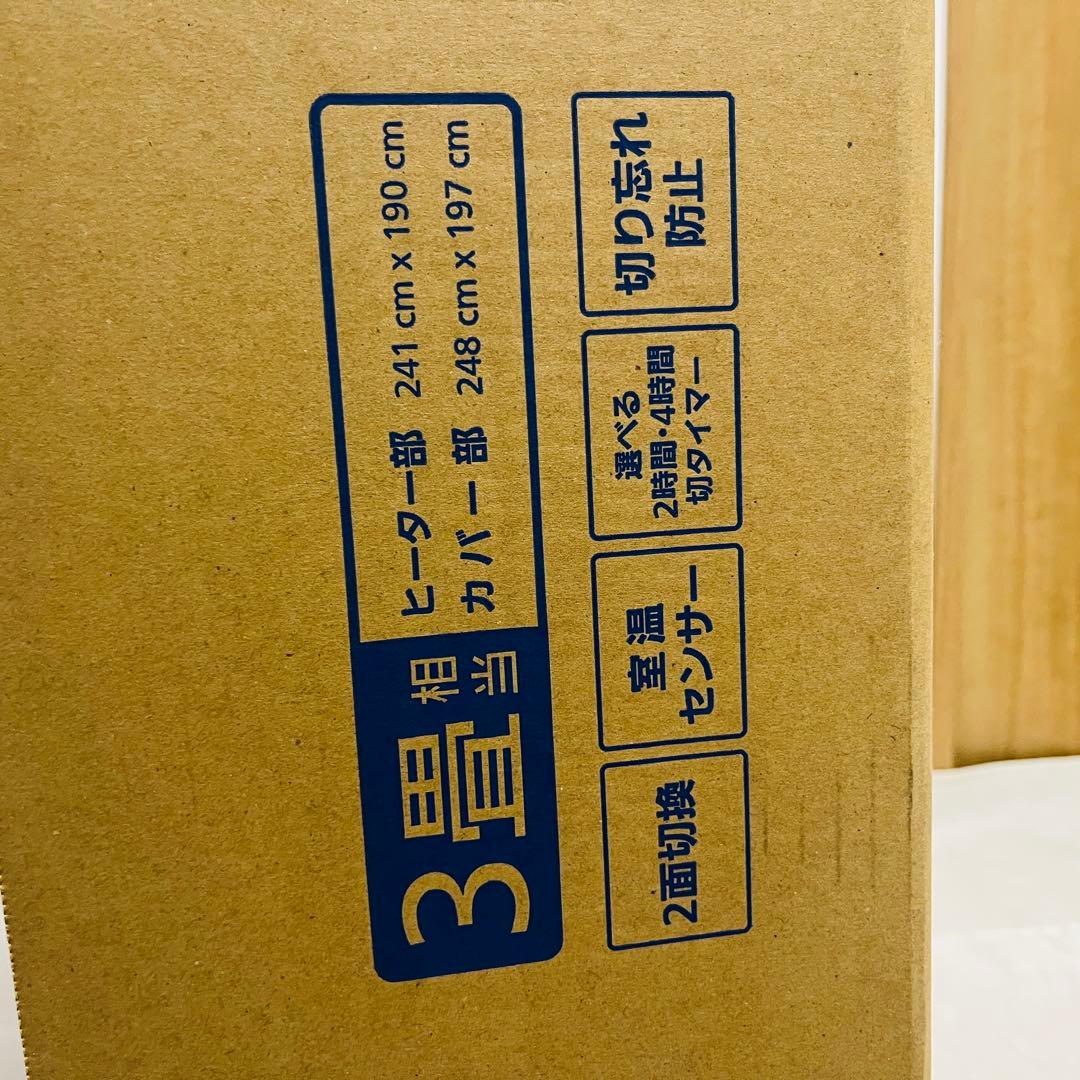 3畳
相当
ヒーター部 241 cm x 190 cm
カバー部 248 cm x 197 cm
2面切換
室温
センサー
選べる
2時間・4時間
切タイマー
切り忘れ
防止